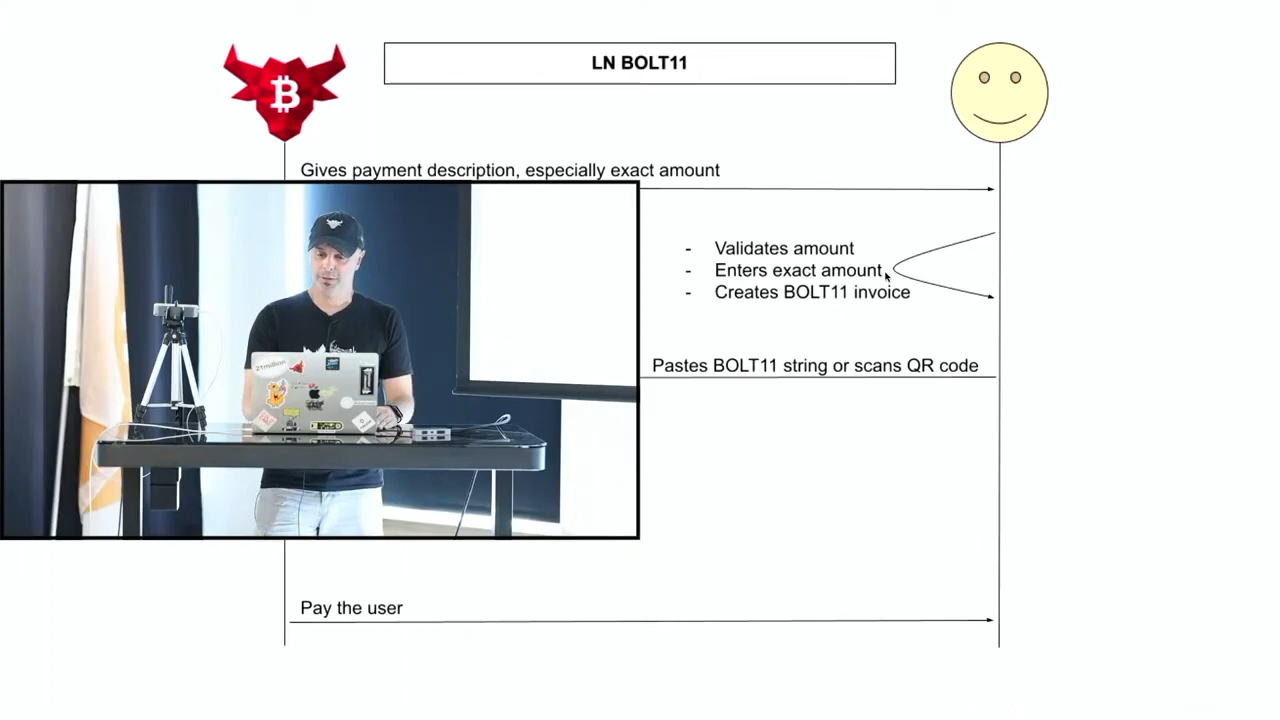 LN BOLT11
₿
Gives payment description, especially exact amount
- Validates amount
- Enters exact amount
- Creates BOLT11 invoice
Pastes BOLT11 string or scans QR code
21million
Pay the user